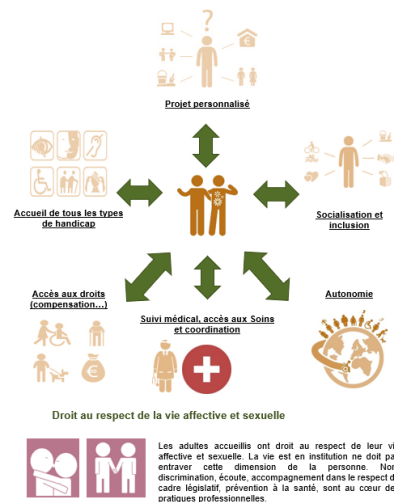 Projet personnalisé
Accueil de tous les types
de handicap
Socialisation et
inclusion
Accès aux droits
(compensation...)
Suivi médical, accès aux Soins
et coordination
Autonomie
Droit au respect de la vie affective et sexuelle
Les adultes accueillis ont droit au respect de leur vi
affective et sexuelle. La vie est en institution ne doit pa
entraver cette dimension de la personne. Non
discrimination, écoute, accompagnement dans le respect d
cadre législatif, prévention à la santé, sont au cœur de
pratiques professionnelles.